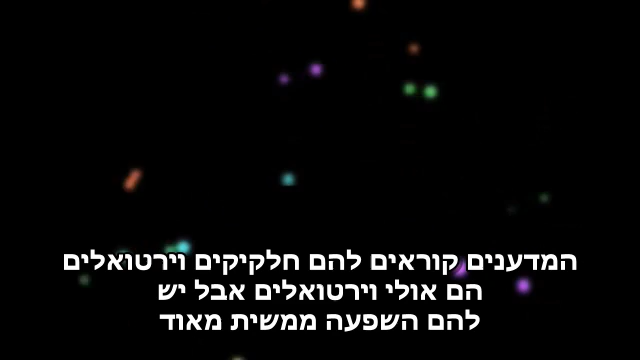 המדענים קוראים להם חלקיקים וירטואלים
הם אולי וירטואלים אבל יש
להם השפעה ממשית מאוד